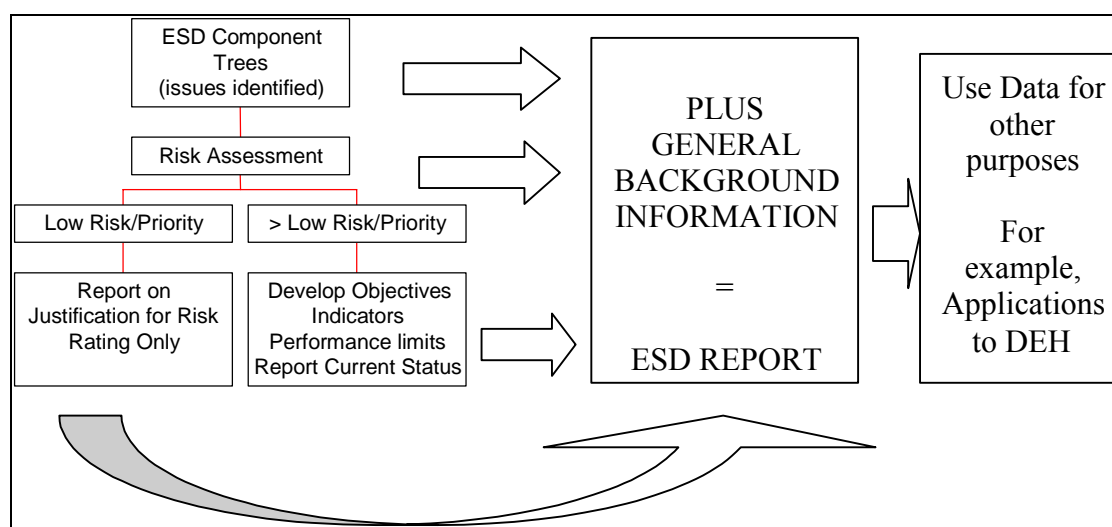 ESD Component
Trees
(issues identified)
Risk Assessment
Low Risk/Priority
> Low Risk/Priority
Report on
Justification for Risk
Rating Only
Develop Objectives
Indicators
Performance limits
Report Current Status
PLUS
GENERAL
BACKGROUND
INFORMATION
=
ESD REPORT
Use Data for
other
purposes
For
example,
Applications
to DEH